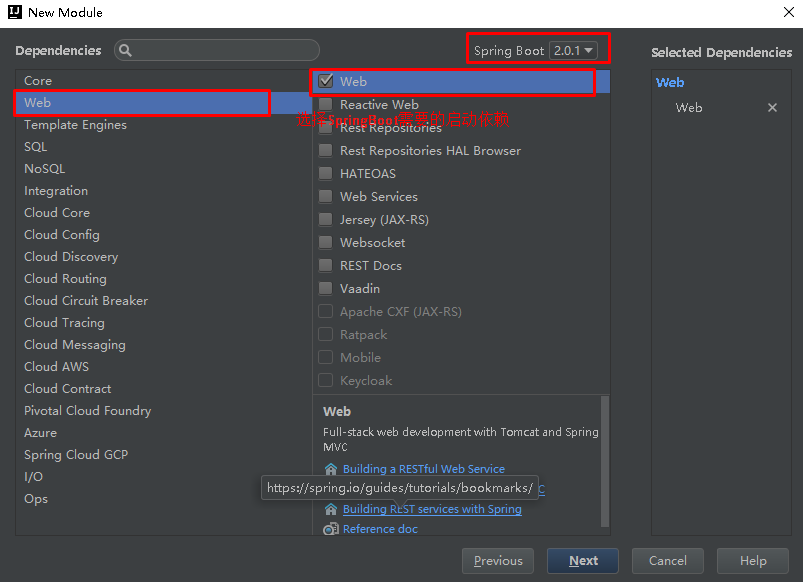 New Module
Dependencies
Spring Boot 2.0.1
Selected Dependencies
Core
Web
Template Engines
SQL
NoSQL
Integration
Cloud Core
Cloud Config
Cloud Discovery
Cloud Routing
Cloud Circuit Breaker
Cloud Tracing
Cloud Messaging
Cloud AWS
Cloud Contract
Pivotal Cloud Foundry
Azure
Spring Cloud GCP
I/O
Ops
Web
Reactive Web
选择SpringBoot需要的启动依赖
Rest Repositories
Rest Repositories HAL Browser
HATEOAS
Web Services
Jersey (JAX-RS)
Websocket
REST Docs
Vaadin
Apache CXF (JAX-RS)
Ratpack
Mobile
Keycloak
Web
Full-stack web development with Tomcat and Spring
MVC
Building a RESTful Web Service
https://spring.io/guides/tutorials/bookmarks/
Building REST services with Spring
Reference doc
Web
Web
Previous
Next
Cancel
Help